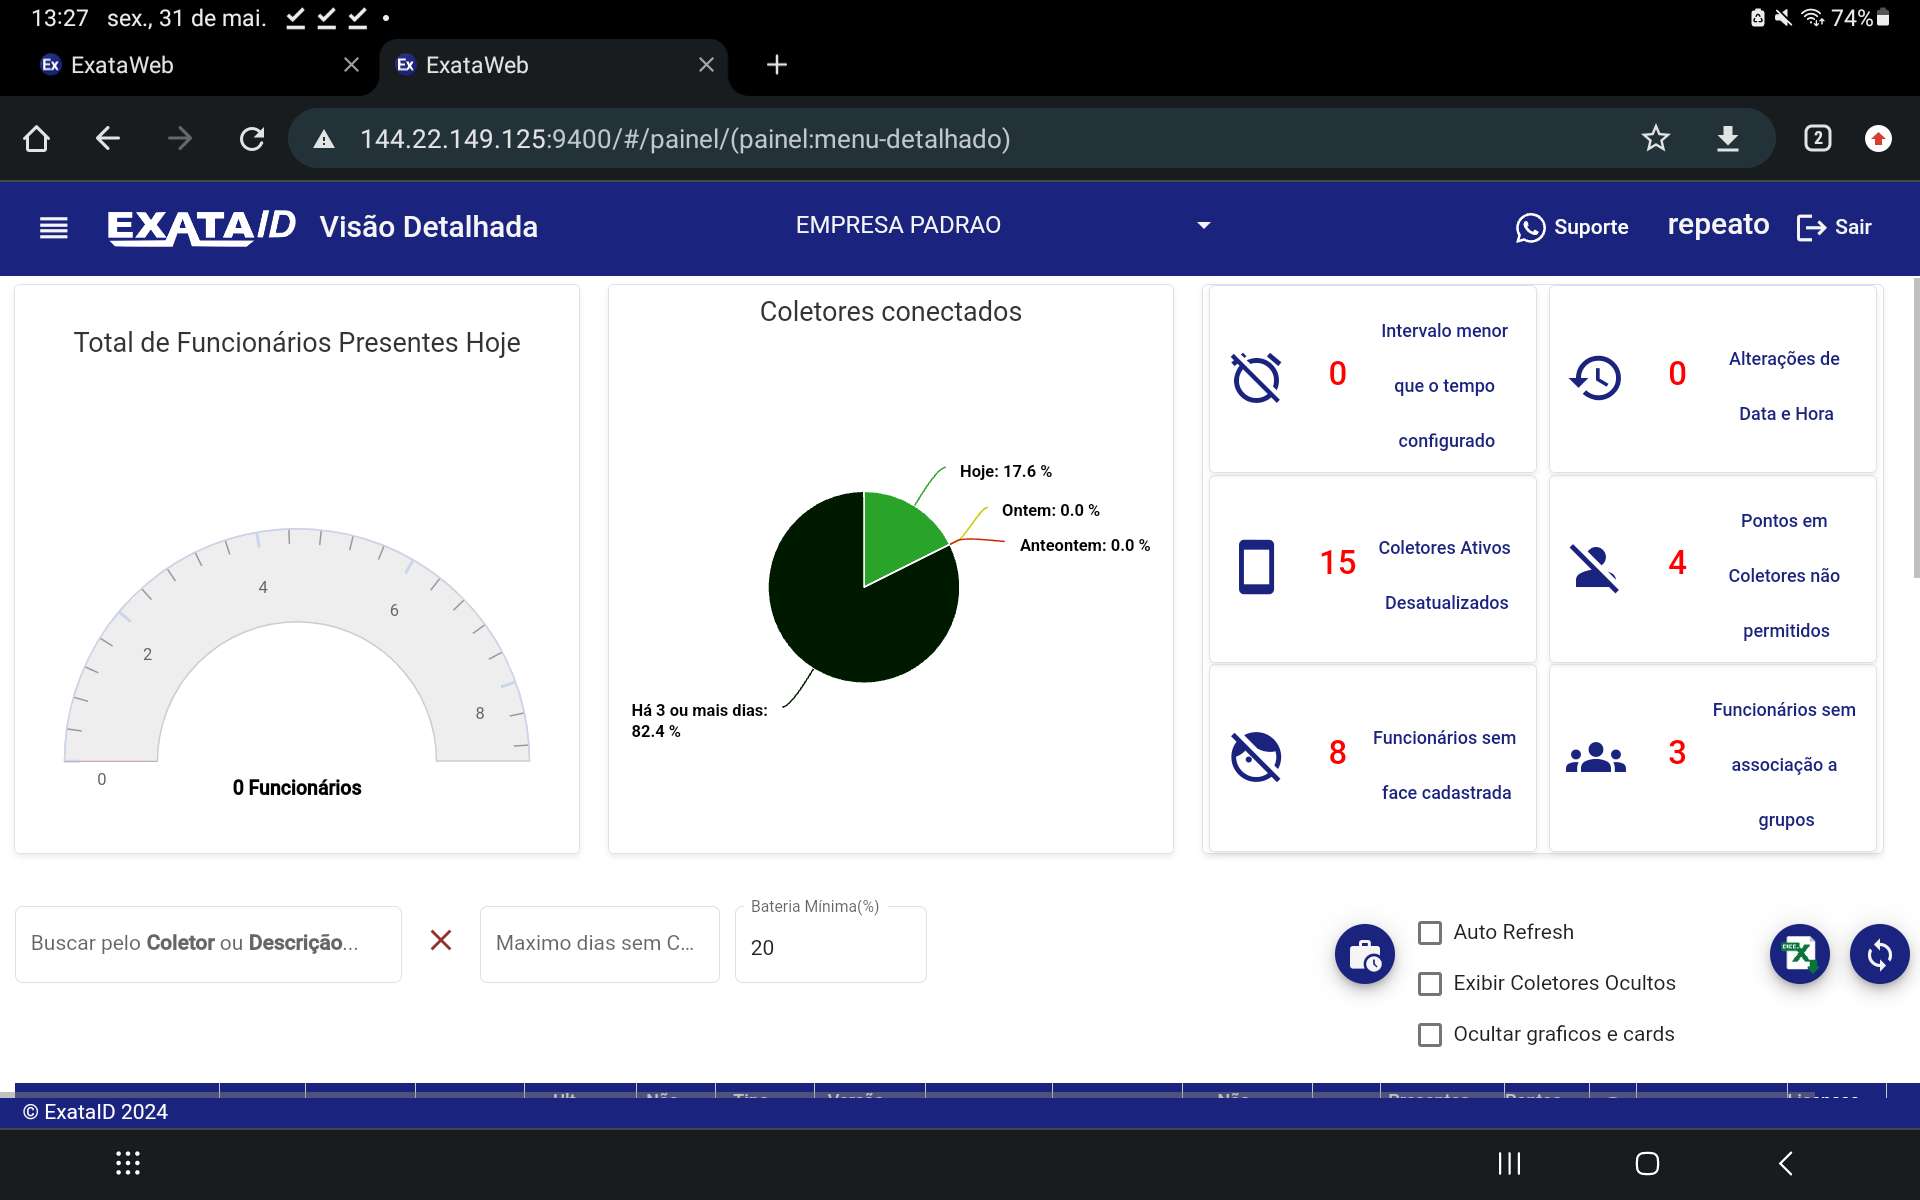 13:27 sex., 31 de mai.
74%
ExataWeb
ExataWeb
144.22.149.125:9400/#/painel/(painel:menu-detalhado)
2
EXATAID Visão Detalhada
EMPRESA PADRAO
Suporte
repeato
Sair
Total de Funcionários Presentes Hoje
0
2
4
6
8
0 Funcionários
Coletores conectados
Hoje: 17.6 %
Ontem: 0.0 %
Anteontem: 0.0 %
Há 3 ou mais dias:
82.4 %
0
Intervalo menor
que o tempo
configurado
0
Alterações de
Data e Hora
15
Coletores Ativos
Desatualizados
4
Pontos em
Coletores não
permitidos
8
Funcionários sem
face cadastrada
3
Funcionários sem
associação a
grupos
Buscar pelo Coletor ou Descrição...
Maximo dias sem C...
Bateria Mínima(%)
20
Auto Refresh
Exibir Coletores Ocultos
Ocultar graficos e cards
© ExataID 2024